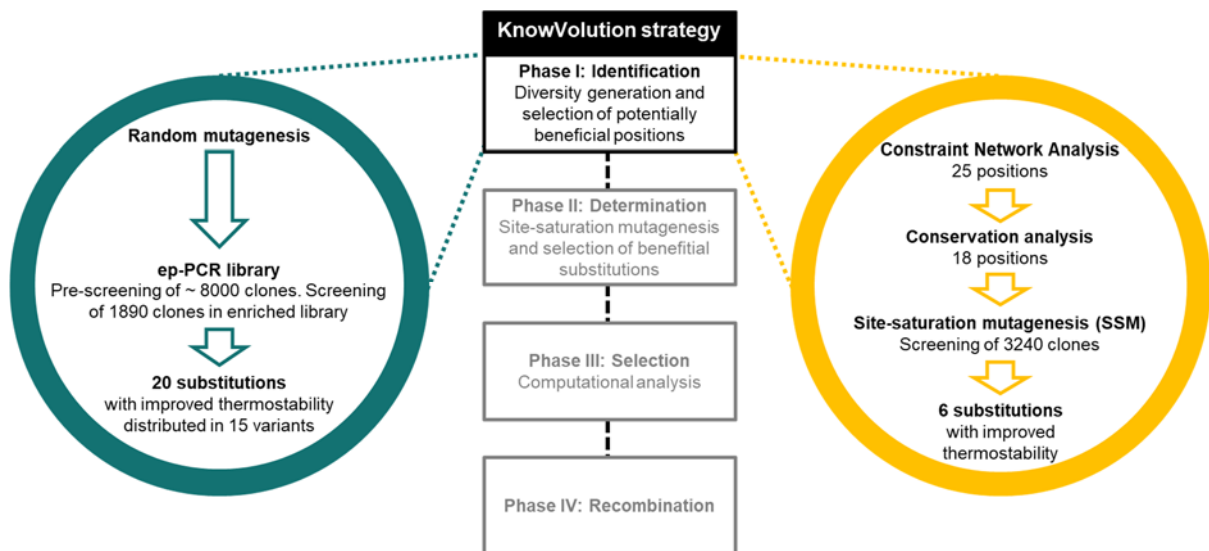 KnowVolution strategy
Phase I: Identification
Diversity generation and
selection of potentially
beneficial positions
Phase II: Determination
Site-saturation mutagenesis
and selection of benefitial
substitutions
Phase III: Selection
Computational analysis
Phase IV: Recombination
Random mutagenesis
ep-PCR library
Pre-screening of ~ 8000 clones. Screening
of 1890 clones in enriched library
20 substitutions
with improved thermostability
distributed in 15 variants
Constraint Network Analysis
25 positions
Conservation analysis
18 positions
Site-saturation mutagenesis (SSM)
Screening of 3240 clones
6 substitutions
with improved
thermostability